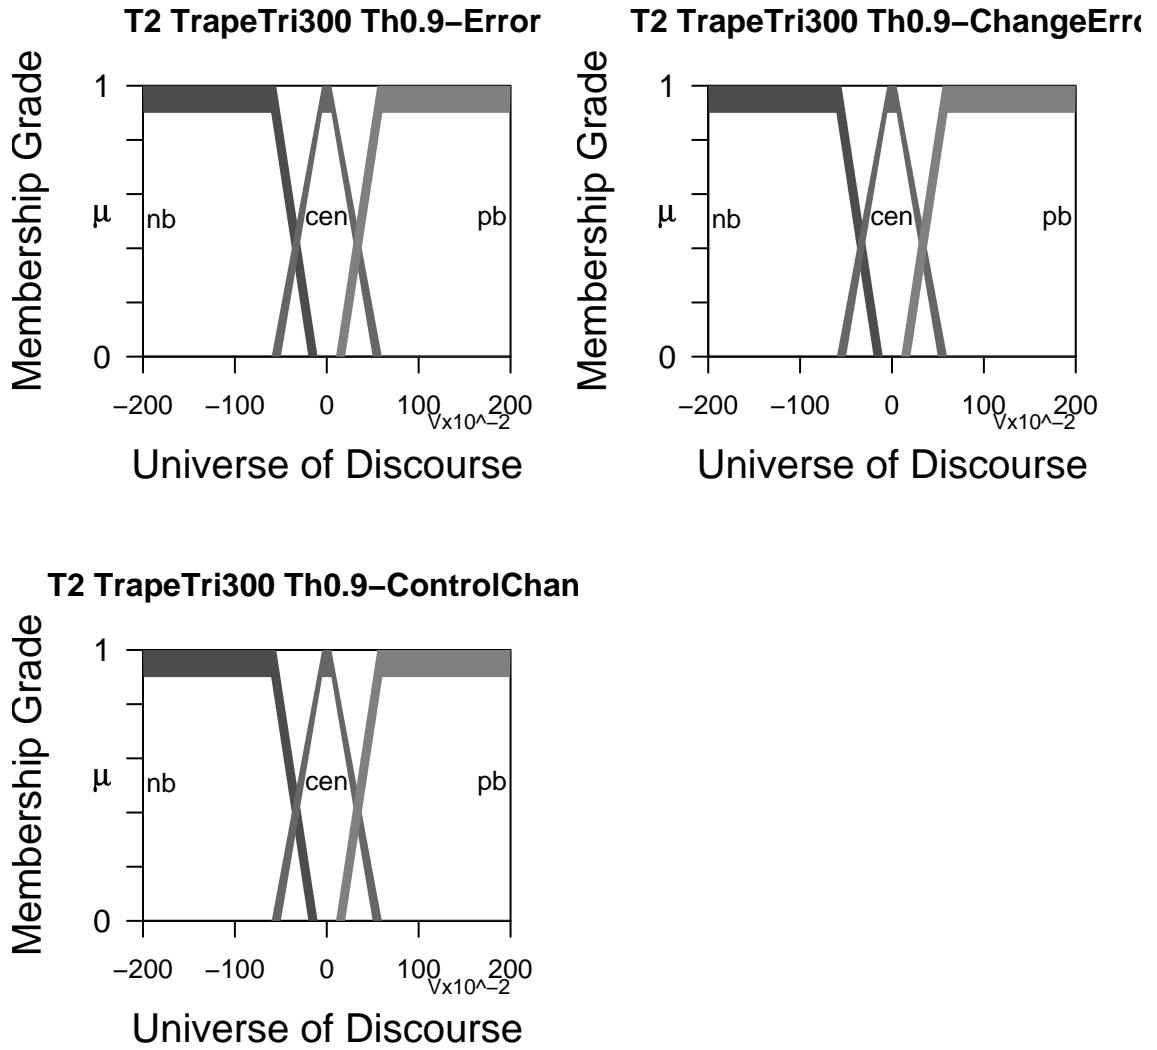 T2 TrapeTri300 Th0.9−Error
Membership Grade
μ
1
0
nb
cen
pb
−200 −100 0 100 200
Vx10^−2
Universe of Discourse
T2 TrapeTri300 Th0.9−ChangeErro
Membership Grade
μ
1
0
nb
cen
pb
−200 −100 0 100 200
Vx10^−2
Universe of Discourse
T2 TrapeTri300 Th0.9−ControlChan
Membership Grade
μ
1
0
nb
cen
pb
−200 −100 0 100 200
Vx10^−2
Universe of Discourse